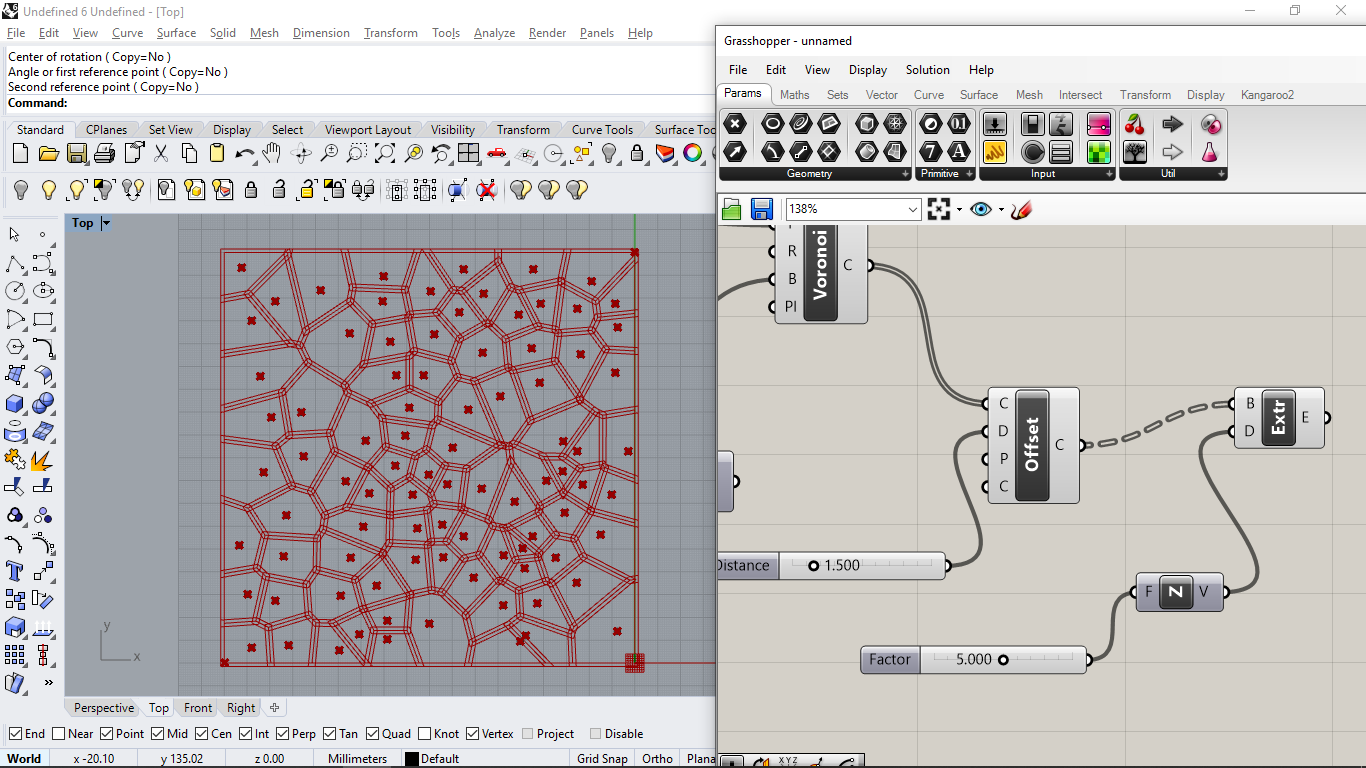 Undefined 6 Undefined - [Top]
File Edit View Curve Surface Solid Mesh Dimension Transform Tools Analyze Render Panels Help
Center of rotation ( Copy=No )
Angle or first reference point ( Copy=No )
Second reference point ( Copy=No )
Command:
Standard CPlanes Set View Display Select Viewport Layout Visibility Transform Curve Tools Surface Too
Top
y
x
Perspective Top Front Right
End Near Point Mid Cen Int Perp Tan Quad Knot Vertex Project Disable
World x -20.10 y 135.02 z 0.00 Millimeters Default Grid Snap Ortho Plana
Grasshopper - unnamed
File Edit View Display Solution Help
Params Maths Sets Vector Curve Surface Mesh Intersect Transform Display Kangaroo2
Geometry Primitive Input Util
138%
R
B
Pl
Voronoi
C
C
D
P
C
Offset
C
B
D
Extr
E
Distance 1.500
F Z V
Factor 5.000
X Y Z